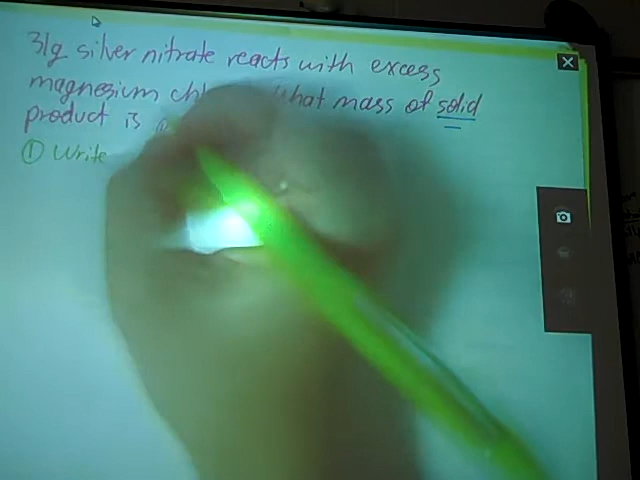 31g silver nitrate reacts with excess
magnesium what mass of solid
product is
① Write